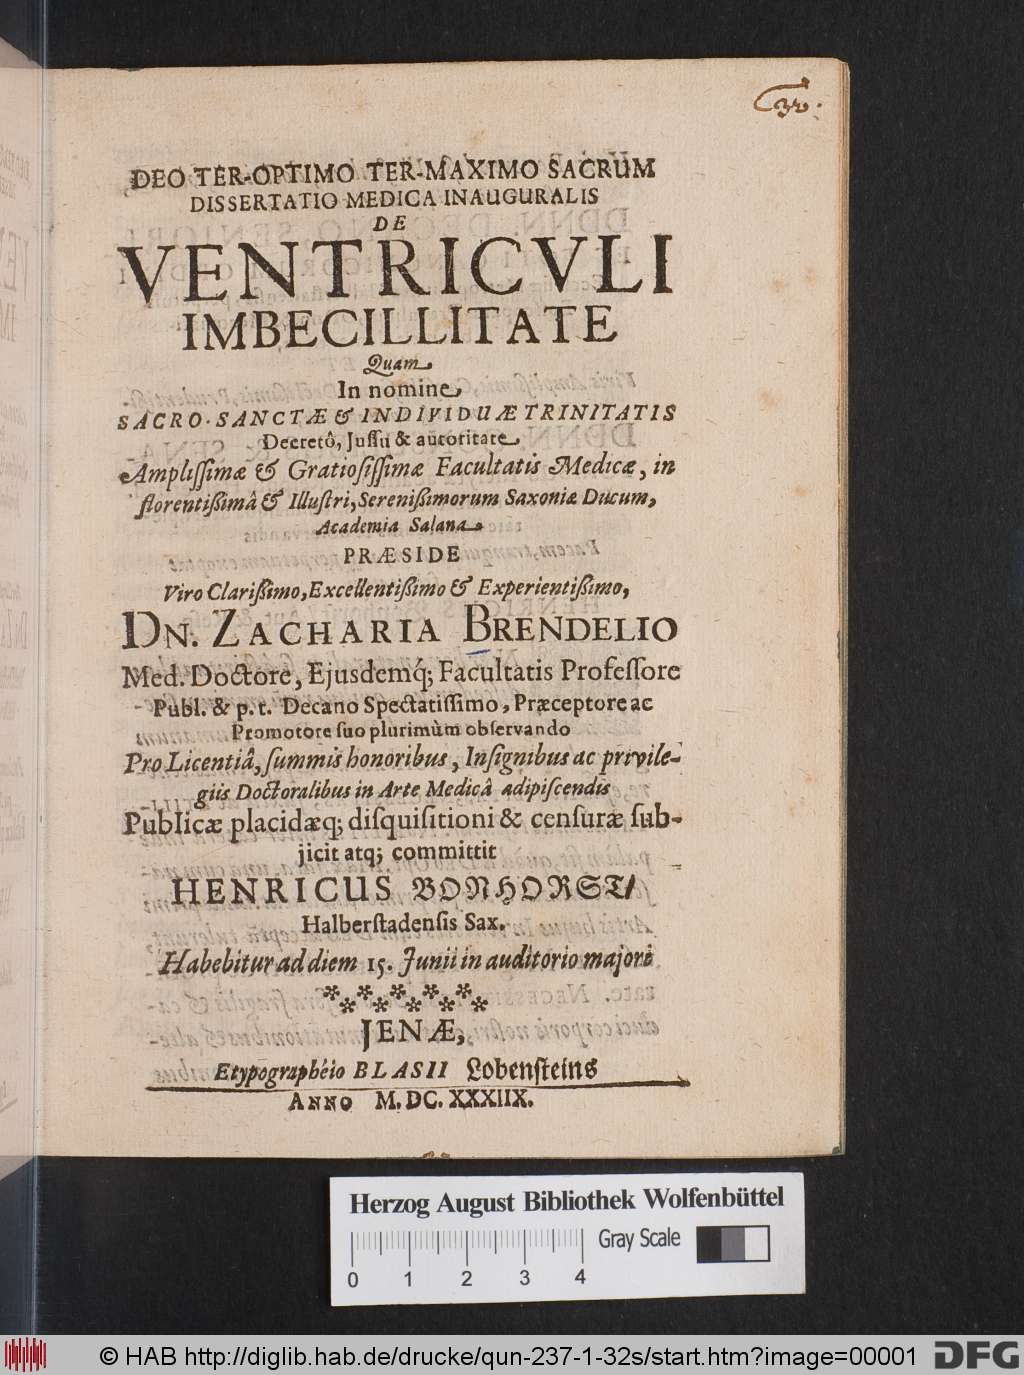 32.
DEO TER-OPTIMO TER-MAXIMO SACRUM
DISSERTATIO MEDICA INAUGURALIS
DE
VENTRICVLI
IMBECILLITATE
Quam
In nomine
SACRO-SANCTÆ & INDIVIDUÆ TRINITATIS
Decretô, Jussu & autoritate
Amplissimæ & Gratiosissimæ Facultatis Medicæ, in
florentißimâ & Illustri, Serenißimorum Saxoniæ Ducum,
Academia Salana
PRÆSIDE
Viro Clarißimo, Excellentißimo & Experientißimo,
DN. ZACHARIA BRENDELIO
Med. Doctore, Ejusdemq́; Facultatis Professore
Publ. & p. t. Decano Spectatissimo, Præceptore ac
Promotore suo plurimùm observando
Pro Licentiâ, summis honoribus, Insignibus ac privile-
giis Doctoralibus in Arte Medicâ adipiscendis
Publicæ placidæq; disquisitioni & censuræ sub-
jicit atq; committit
HENRICUS BONHORST/
Halberstadensis Sax.
Habebitur ad diem 15. Junii in auditorio majori
JENÆ,
E typographéio BLASII Lobensteins
ANNO M. DC. XXXIIX.
Herzog August Bibliothek Wolfenbüttel
Gray Scale
0 1 2 3 4
© HAB http://diglib.hab.de/drucke/qun-237-1-32s/start.htm?image=00001
DFG